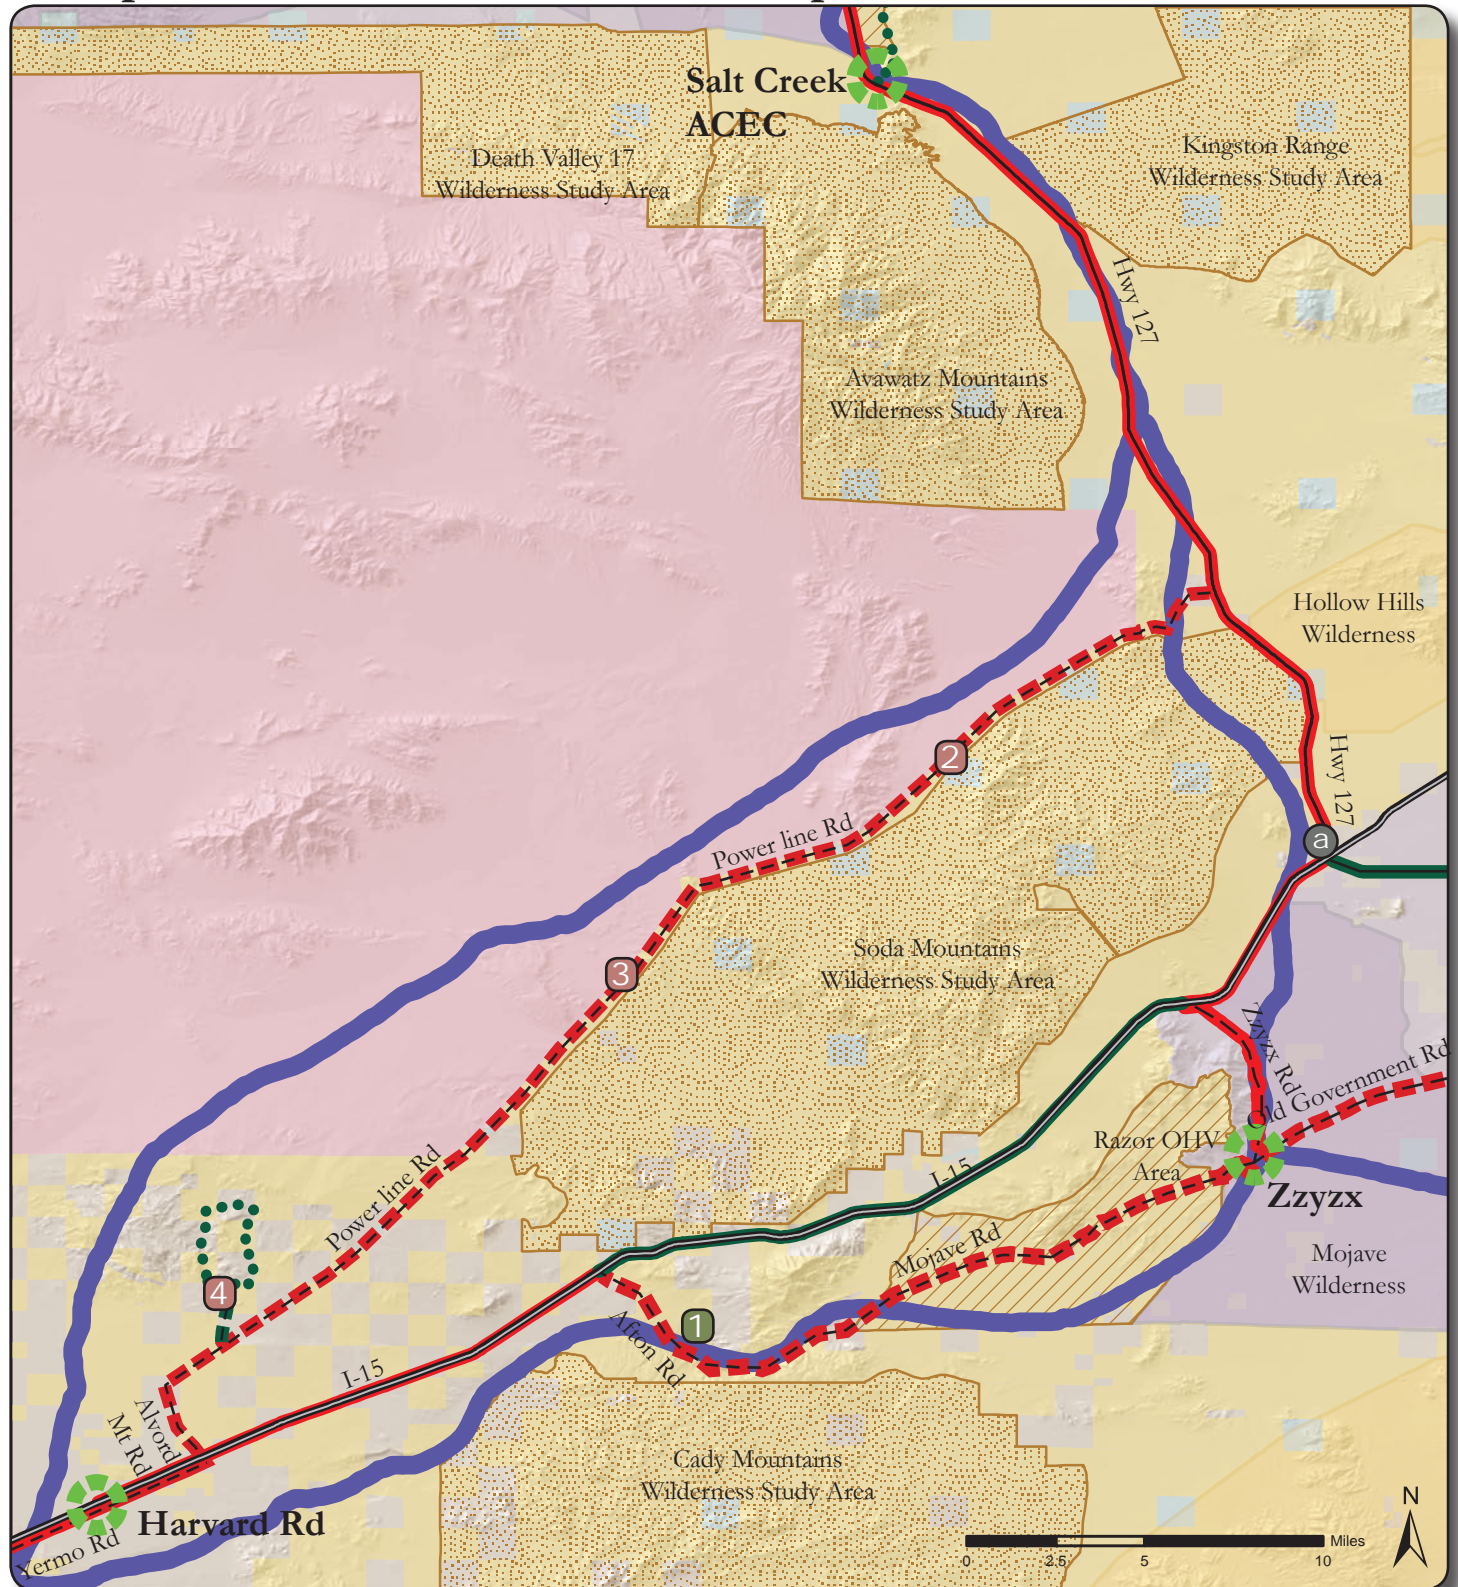 Salt Creek
ACEC
Death Valley 17
Wilderness Study Area
Kingston Range
Wilderness Study Area
Hwy 127
Avawatz Mountains
Wilderness Study Area
Hollow Hills
Wilderness
2
Hwy 127
Power line Rd
a
3
Soda Mountains
Wilderness Study Area
Zzyzx Rd
Old Government Rd
Razor OHV
Area
I-15
Zzyzx
Power line Rd
Mojave Rd
Mojave
Wilderness
4
1
Afton Rd
I-15
Alvord
Mt Rd
Cady Mountains
Wilderness Study Area
N
Harvard Rd
Yermo Rd
Miles
0 2.5 5 10